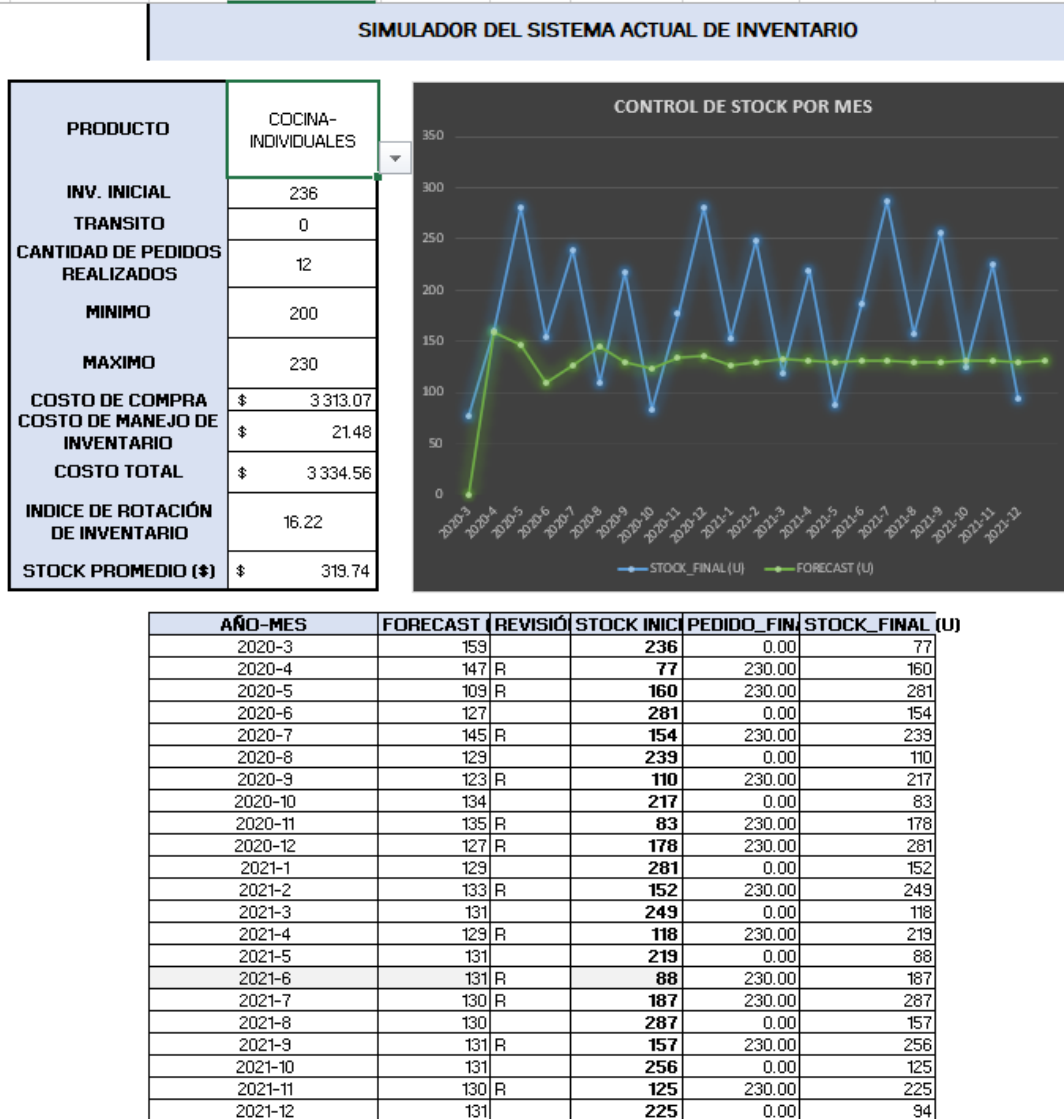 SIMULADOR DEL SISTEMA ACTUAL DE INVENTARIO
PRODUCTO COCINA-
INDIVIDUALES
INV. INICIAL 236
TRANSITO 0
CANTIDAD DE PEDIDOS
REALIZADOS 12
MINIMO 200
MAXIMO 230
COSTO DE COMPRA $ 3 313.07
COSTO DE MANEJO DE
INVENTARIO $ 21.48
COSTO TOTAL $ 3 334.56
INDICE DE ROTACIÓN
DE INVENTARIO 16.22
STOCK PROMEDIO ($) $ 319.74
CONTROL DE STOCK POR MES
350
300
250
200
150
100
50
0
2020-3 2020-4 2020-5 2020-6 2020-7 2020-8 2020-9 2020-10 2020-11 2020-12 2021-1 2021-2 2021-3 2021-4 2021-5 2021-6 2021-7 2021-8 2021-9 2021-10 2021-11 2021-12
STOCK_FINAL (U) FORECAST (U)
AÑO-MES FORECAST ( REVISIÓ STOCK INICI PEDIDO_FINA STOCK_FINAL (U)
2020-3 159 236 0.00 77
2020-4 147 R 77 230.00 160
2020-5 109 R 160 230.00 281
2020-6 127 281 0.00 154
2020-7 145 R 154 230.00 239
2020-8 129 239 0.00 110
2020-9 123 R 110 230.00 217
2020-10 134 217 0.00 83
2020-11 135 R 83 230.00 178
2020-12 127 R 178 230.00 281
2021-1 129 281 0.00 152
2021-2 133 R 152 230.00 249
2021-3 131 249 0.00 118
2021-4 129 R 118 230.00 219
2021-5 131 219 0.00 88
2021-6 131 R 88 230.00 187
2021-7 130 R 187 230.00 287
2021-8 130 287 0.00 157
2021-9 131 R 157 230.00 256
2021-10 131 256 0.00 125
2021-11 130 R 125 230.00 225
2021-12 131 225 0.00 94